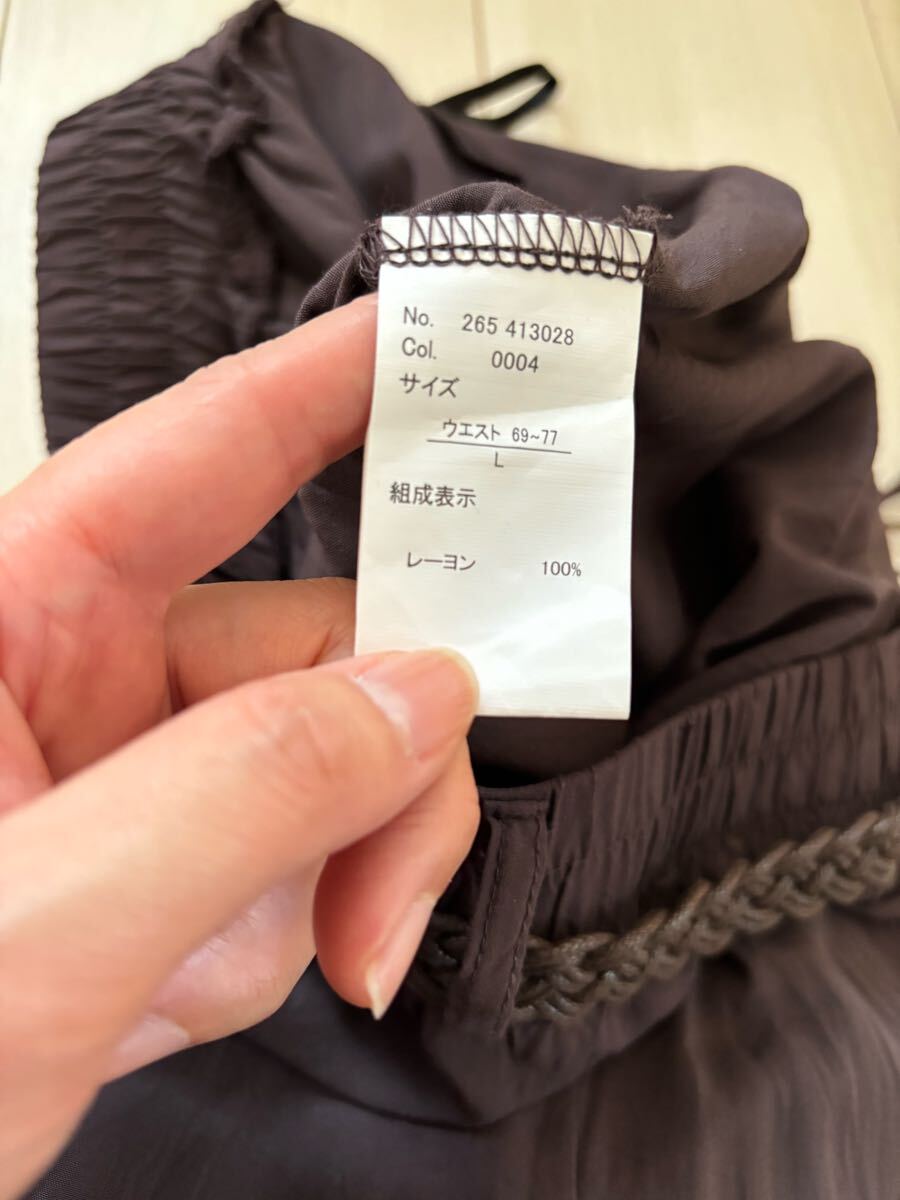 No. 265 413028
Col. 0004
サイズ
ウエスト 69~77
L
組成表示
レーヨン 100%